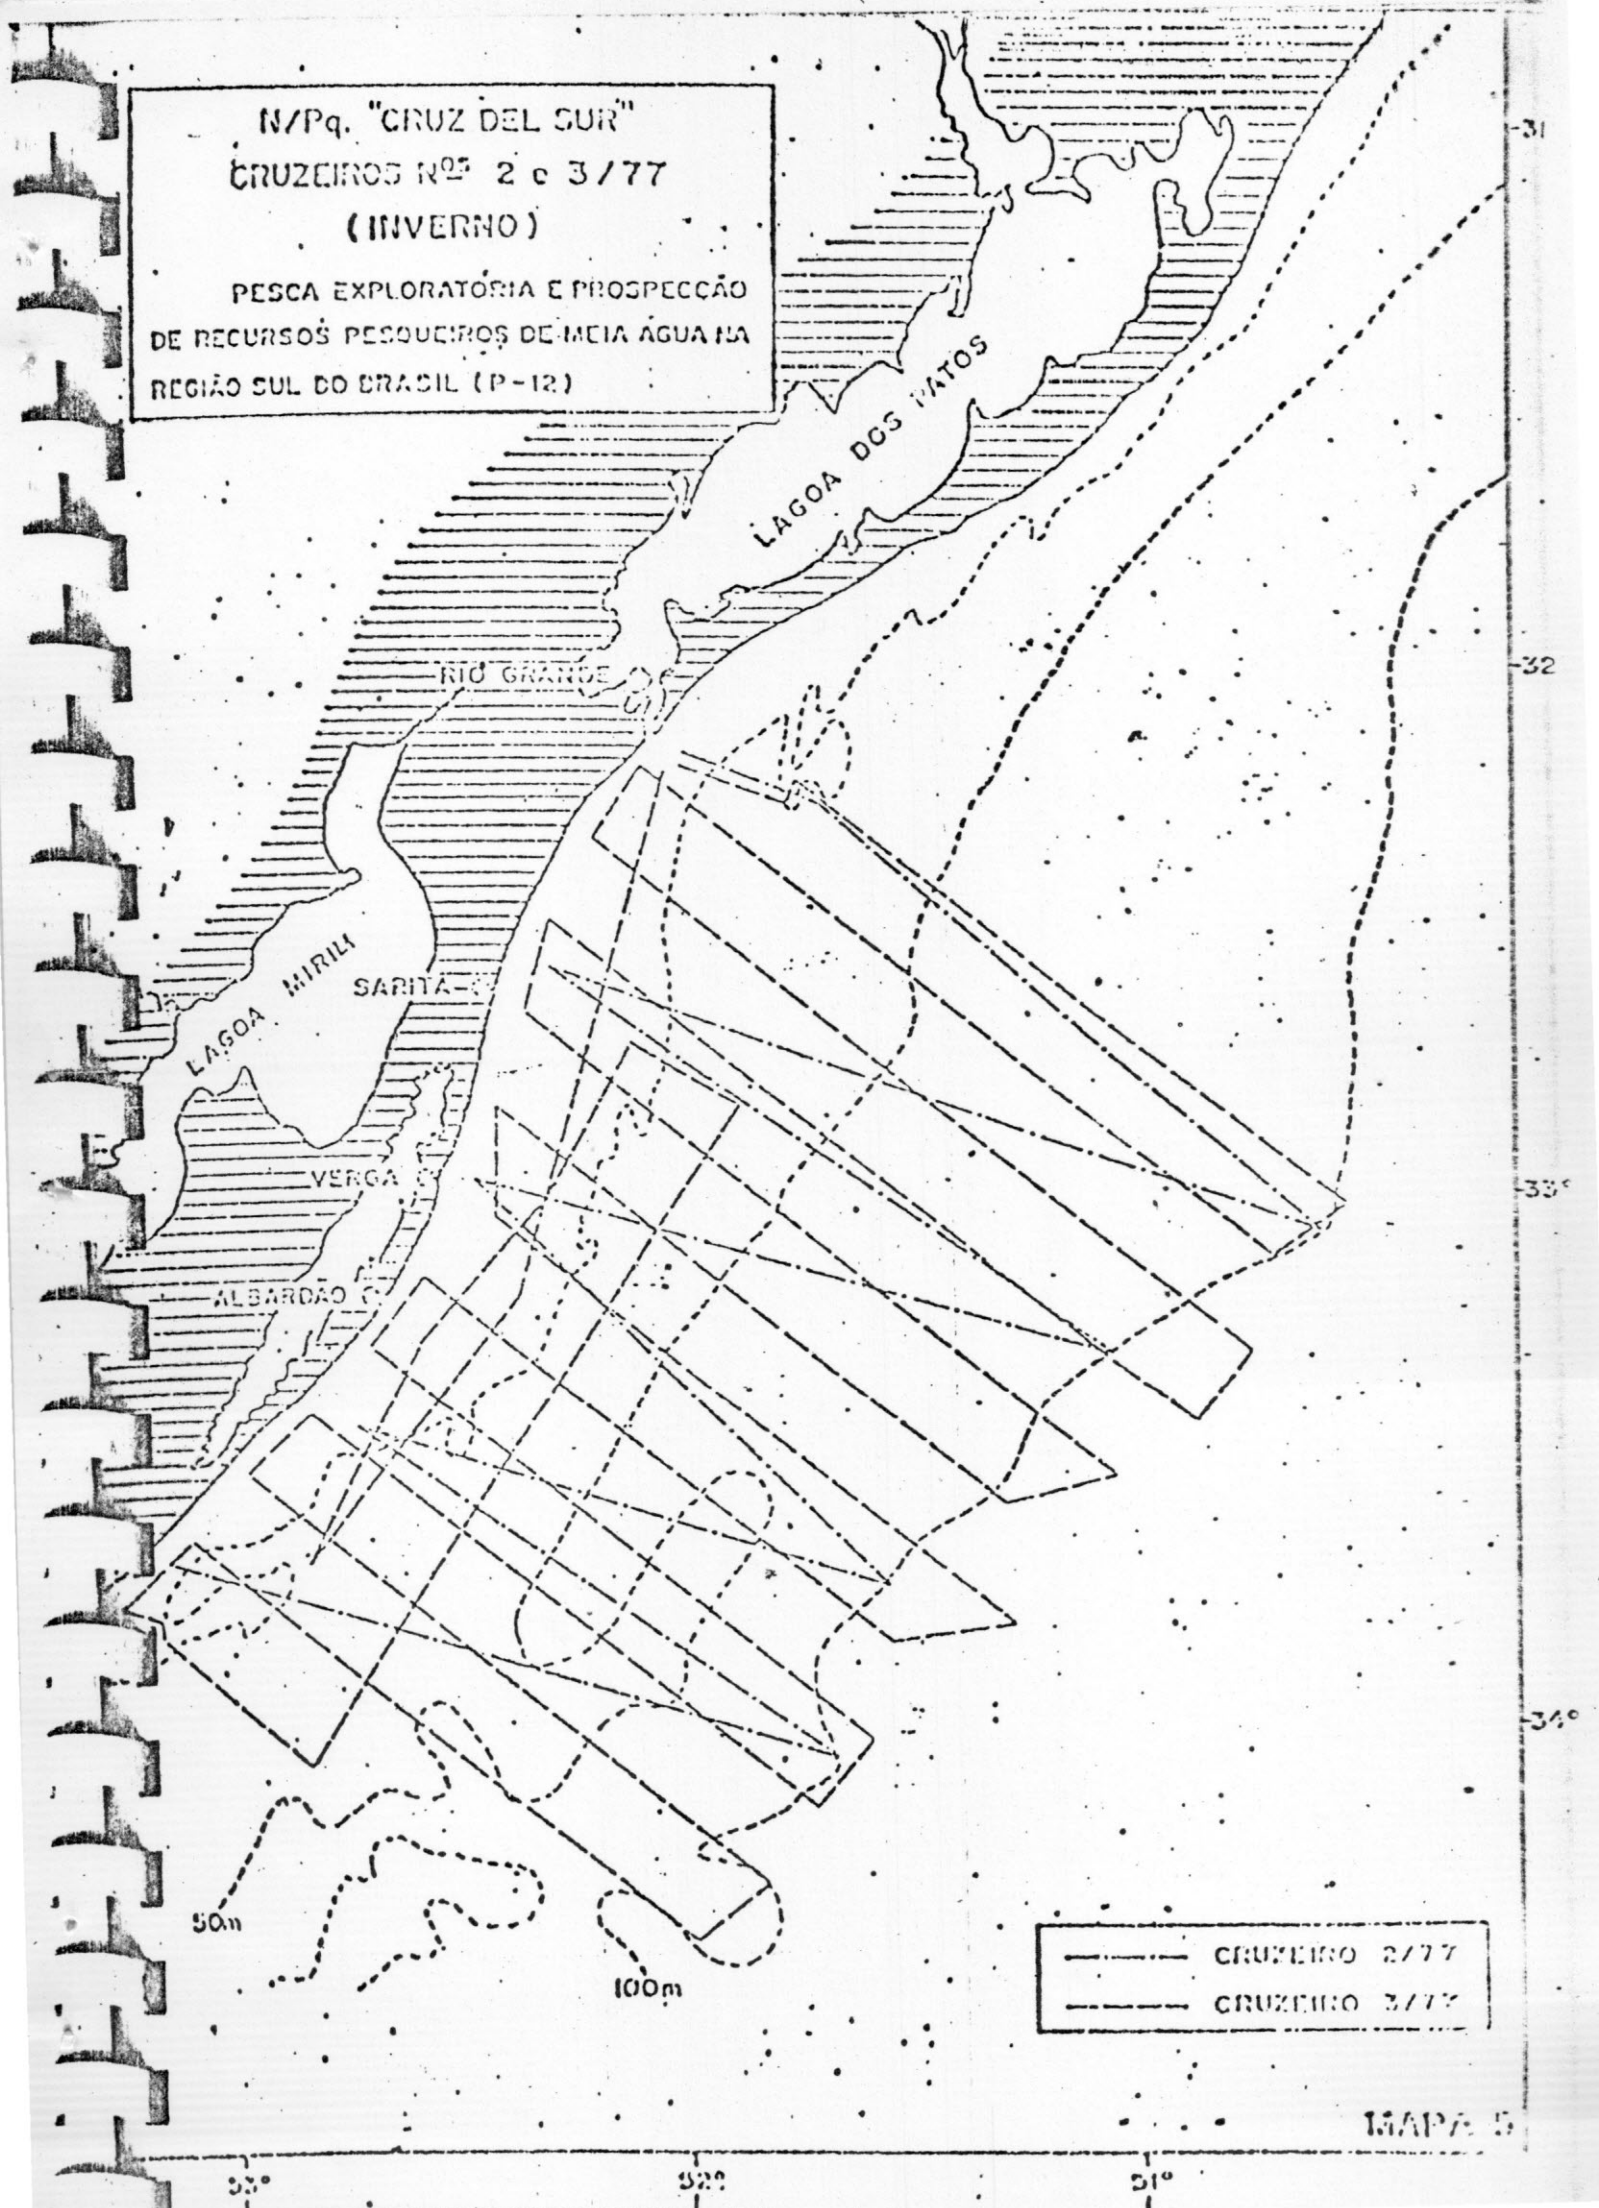 N/Pq. "CRUZ DEL SUR"
CRUZEIROS Nos 2 e 3/77
(INVERNO)
PESCA EXPLORATÓRIA E PROSPECÇÃO
DE RECURSOS PESQUEIROS DE MEIA ÁGUA NA
REGIÃO SUL DO BRASIL (P-12)
31
LAGOA DOS PATOS
32
RIO GRANDE
LAGOA MIRIM
SARITA
VERGA
33°
ALBARDÃO
34°
50m
100m
CRUZEIRO 2/77
CRUZEIRO 3/77
MAPA 5
53°
52°
51°